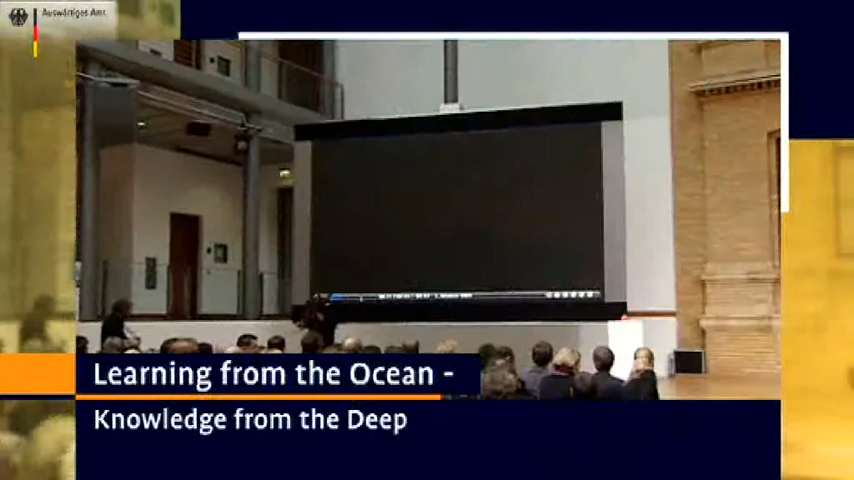 Auswärtiges Amt
Learning from the Ocean -
Knowledge from the Deep